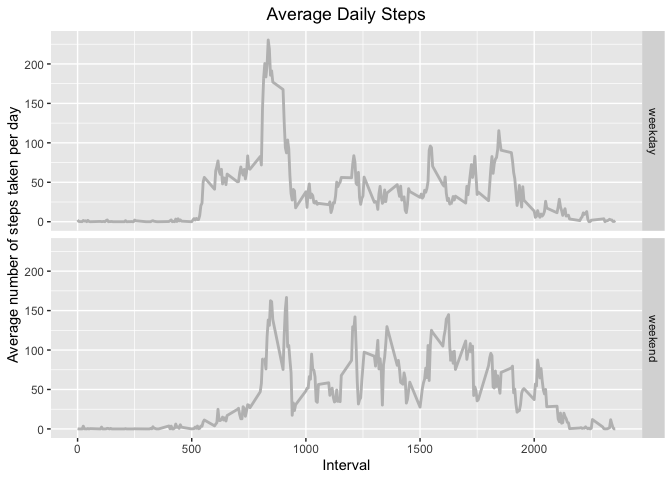 Average Daily Steps
Average number of steps taken per day
200
150
100
50
0
weekday
200
150
100
50
0
weekend
0 500 1000 1500 2000
Interval